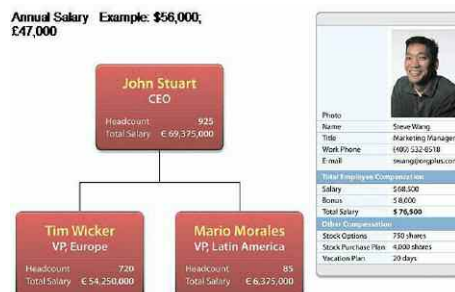 Annual Salary Example: $56,000,
£47,000
John Stuart
CEO
Headcount 925
Total Salary € 69,375,000
Tim Wicker
VP, Europe
Headcount 720
Total Salary € 54,250,000
Mario Morales
VP, Latin America
Headcount 85
Total Salary € 6,375,000
Photo
Name Steve Wang
Title Marketing Manager
Work Phone (400) 532-8518
E-mail swang@orgplus.com
Total Employee Compensation
Salary $68,500
Bonus $8,000
Total Salary $76,500
Other Compensation
Stock Options 750 shares
Stock Purchase Plan 4,000 shares
Vacation Plan 20 days